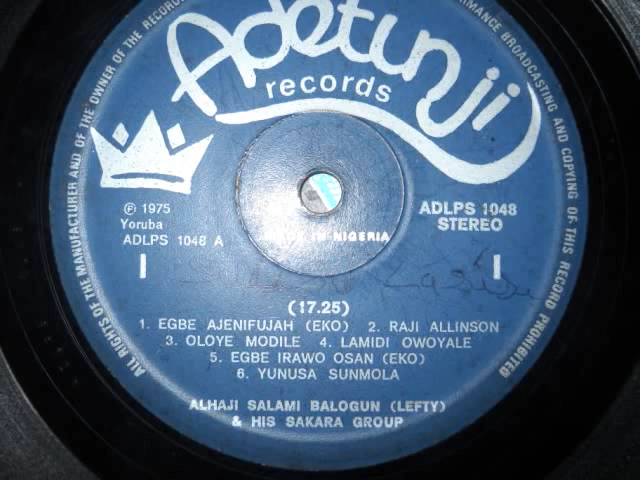 ALL RIGHTS OF THE MANUFACTURER AND OF THE OWNER OF THE RECORDE
RMANCE BROADCASTING AND COPYING OF THIS RECORD PROHIBITED
Adetunji
records
℗ 1975
Yoruba
ADLPS 1048 A
ADLPS 1048
STEREO
IN NIGERIA
I
I
(17.25)
1. EGBE AJENIFUJAH (EKO) 2. RAJI ALLINSON
3. OLOYE MODILE 4. LAMIDI OWOYALE
5. EGBE IRAWO OSAN (EKO)
6. YUNUSA SUNMOLA
ALHAJI SALAMI BALOGUN (LEFTY)
& HIS SAKARA GROUP